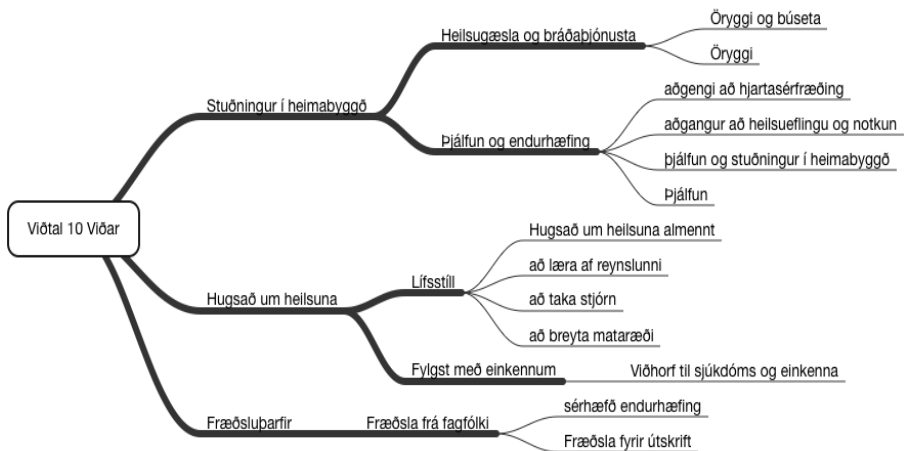 Viðtal 10 Viðar
Stuðningur í heimabyggð
Heilsugæsla og bráðaþjónusta
Öryggi og búseta
Öryggi
Þjálfun og endurhæfing
aðgengi að hjartasérfræðing
aðgangur að heilsueflingu og notkun
þjálfun og stuðningur í heimabyggð
Þjálfun
Hugsað um heilsuna
Lífsstíll
Hugsað um heilsuna almennt
að læra af reynslunni
að taka stjórn
að breyta mataræði
Fylgst með einkennum
Viðhorf til sjúkdóms og einkenna
Fræðsluþarfir
Fræðsla frá fagfólki
sérhæfð endurhæfing
Fræðsla fyrir útskrift